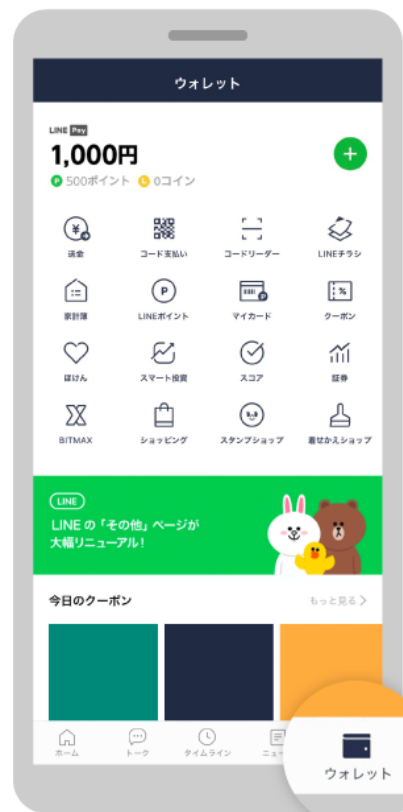 ウォレット
LINE Pay
1,000円
P 500ポイント L 0コイン
送金 コード支払い コードリーダー LINEチラシ
家計簿 LINEポイント マイカード クーポン
ほけん スマート投資 スコア 証券
BITMAX ショッピング スタンプショップ 着せかえショップ
LINE
LINE の「その他」ページが
大幅リニューアル！
今日のクーポン もっと見る
ホーム トーク タイムライン ニュー
ウォレット